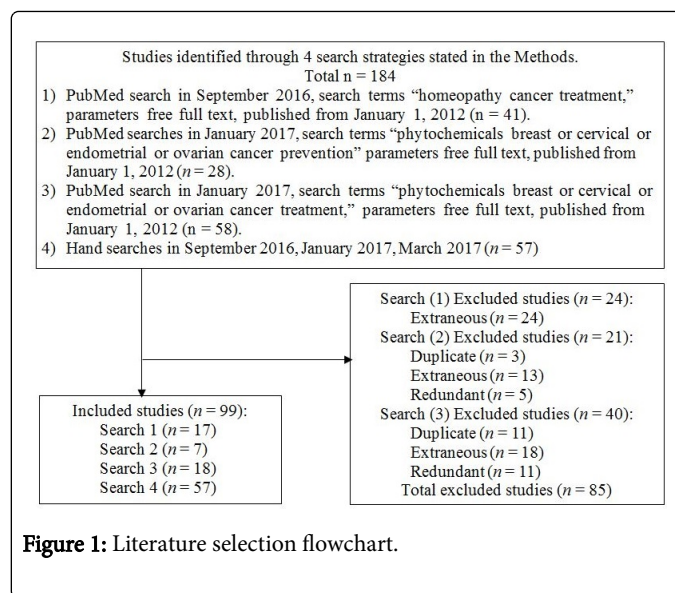 Studies identified through 4 search strategies stated in the Methods.
Total n = 184
1) PubMed search in September 2016, search terms “homeopathy cancer treatment,”
parameters free full text, published from January 1, 2012 (n = 41).
2) PubMed searches in January 2017, search terms “phytochemicals breast or cervical or
endometrial or ovarian cancer prevention” parameters free full text, published from
January 1, 2012 (n = 28).
3) PubMed search in January 2017, search terms “phytochemicals breast or cervical or
endometrial or ovarian cancer treatment,” parameters free full text, published from
January 1, 2012 (n = 58).
4) Hand searches in September 2016, January 2017, March 2017 (n = 57)
Search (1) Excluded studies (n = 24):
Extraneous (n = 24)
Search (2) Excluded studies (n = 21):
Duplicate (n = 3)
Extraneous (n = 13)
Redundant (n = 5)
Search (3) Excluded studies (n = 40):
Duplicate (n = 11)
Extraneous (n = 18)
Redundant (n = 11)
Total excluded studies (n = 85)
Included studies (n = 99):
Search 1 (n = 17)
Search 2 (n = 7)
Search 3 (n = 18)
Search 4 (n = 57)
Figure 1: Literature selection flowchart.